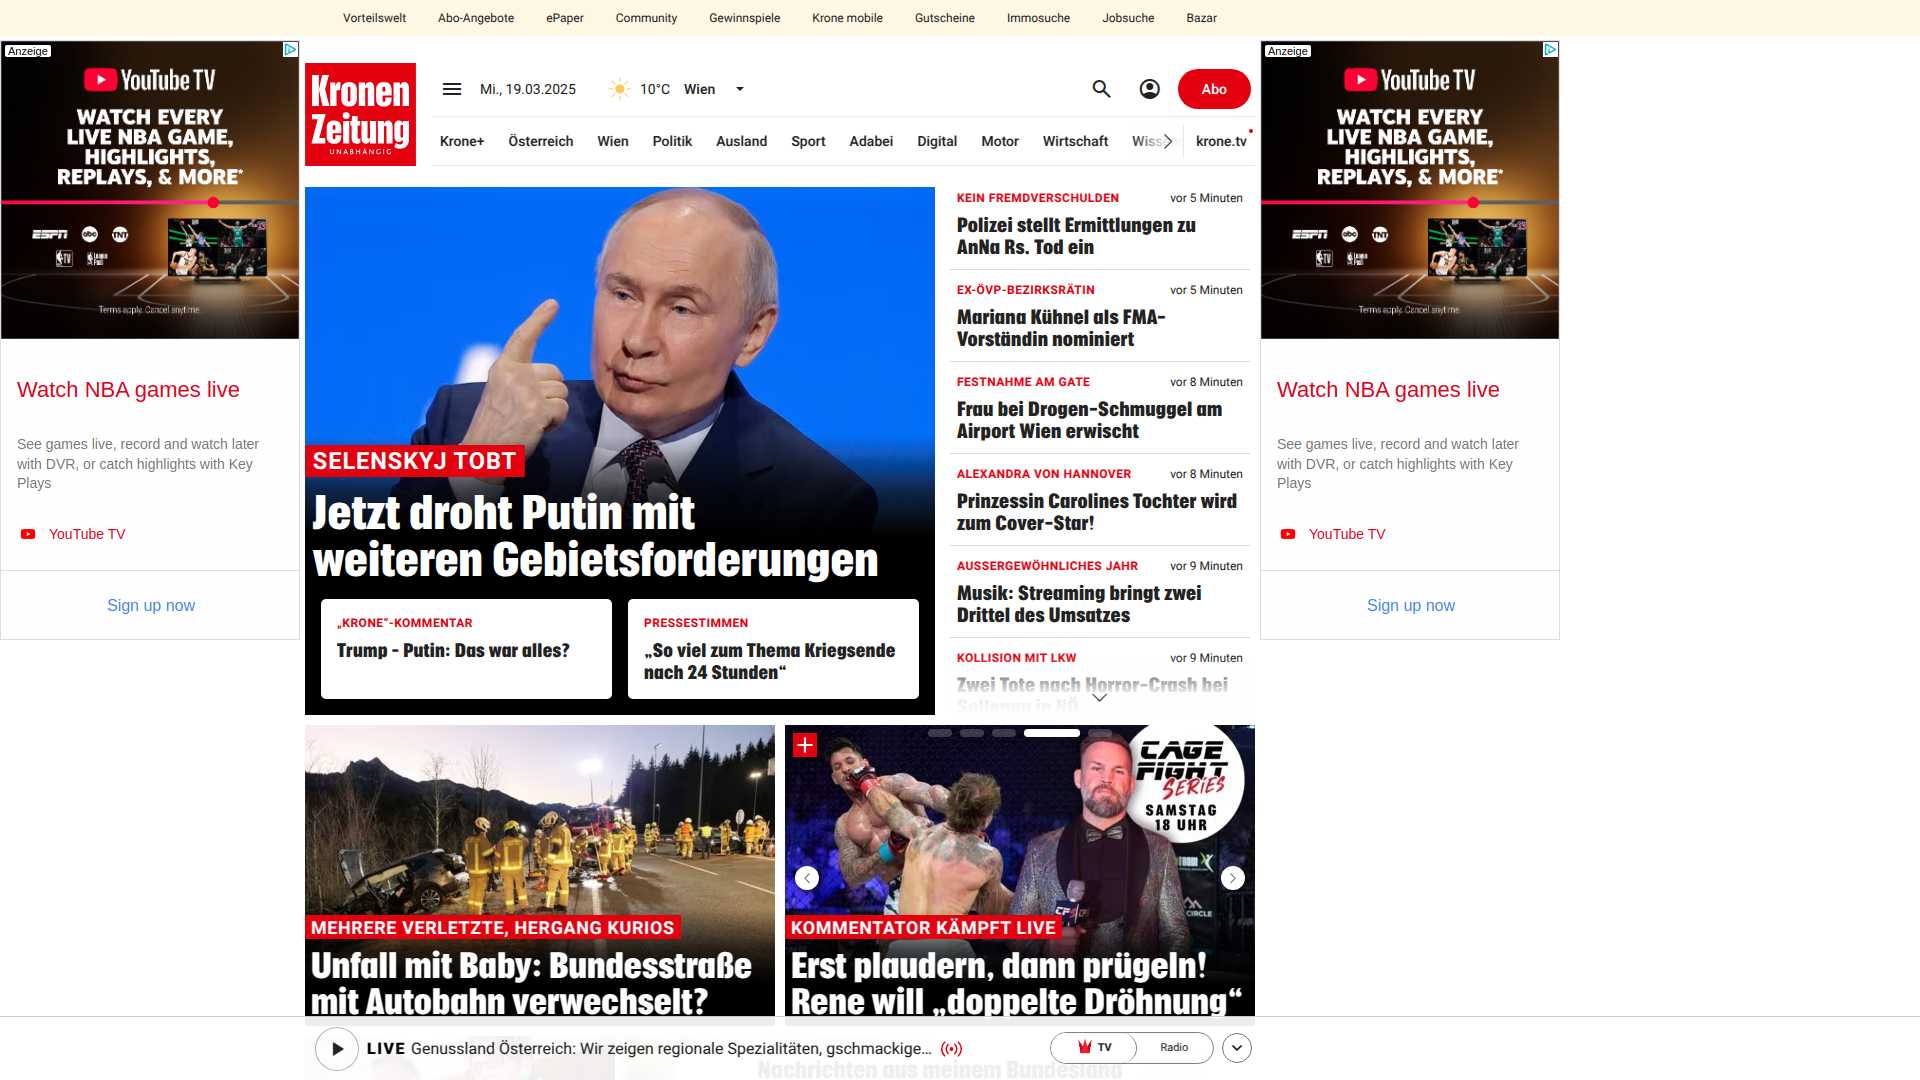 Vorteilswelt Abo-Angebote ePaper Community Gewinnspiele Krone mobile Gutscheine Immosuche Jobsuche Bazar
Anzeige
YouTube TV
WATCH EVERY
LIVE NBA GAME,
HIGHLIGHTS,
REPLAYS, & MORE*
ESPN abc TNT
Terms apply. Cancel anytime.
Watch NBA games live
See games live, record and watch later
with DVR, or catch highlights with Key
Plays
YouTube TV
Sign up now
Kronen
Zeitung
UNABHÄNGIG
Mi., 19.03.2025 10°C Wien
Abo
Krone+ Österreich Wien Politik Ausland Sport Adabei Digital Motor Wirtschaft krone.tv
SELENSKYJ TOBT
Jetzt droht Putin mit
weiteren Gebietsforderungen
„KRONE“-KOMMENTAR
Trump - Putin: Das war alles?
PRESSESTIMMEN
„So viel zum Thema Kriegsende
nach 24 Stunden“
KEIN FREMDVERSCHULDEN vor 5 Minuten
Polizei stellt Ermittlungen zu
AnNa Rs. Tod ein
EX-ÖVP-BEZIRKSRÄTIN vor 5 Minuten
Mariana Kühnel als FMA-
Vorständin nominiert
FESTNAHME AM GATE vor 8 Minuten
Frau bei Drogen-Schmuggel am
Airport Wien erwischt
ALEXANDRA VON HANNOVER vor 8 Minuten
Prinzessin Carolines Tochter wird
zum Cover-Star!
AUSSERGEWÖHNLICHES JAHR vor 9 Minuten
Musik: Streaming bringt zwei
Drittel des Umsatzes
KOLLISION MIT LKW vor 9 Minuten
Zwei Tote nach Horror-Crash bei
Sollenau in NÖ
Anzeige
YouTube TV
WATCH EVERY
LIVE NBA GAME,
HIGHLIGHTS,
REPLAYS, & MORE*
ESPN abc TNT
Terms apply. Cancel anytime.
Watch NBA games live
See games live, record and watch later
with DVR, or catch highlights with Key
Plays
YouTube TV
Sign up now
MEHRERE VERLETZTE, HERGANG KURIOS
Unfall mit Baby: Bundesstraße
mit Autobahn verwechselt?
CAGE
FIGHT
SERIES
SAMSTAG
18 UHR
KOMMENTATOR KÄMPFT LIVE
Erst plaudern, dann prügeln!
Rene will „doppelte Dröhnung“
LIVE Genussland Österreich: Wir zeigen regionale Spezialitäten, gschmackige...
TV Radio
Nachrichten aus meinem Bundesland